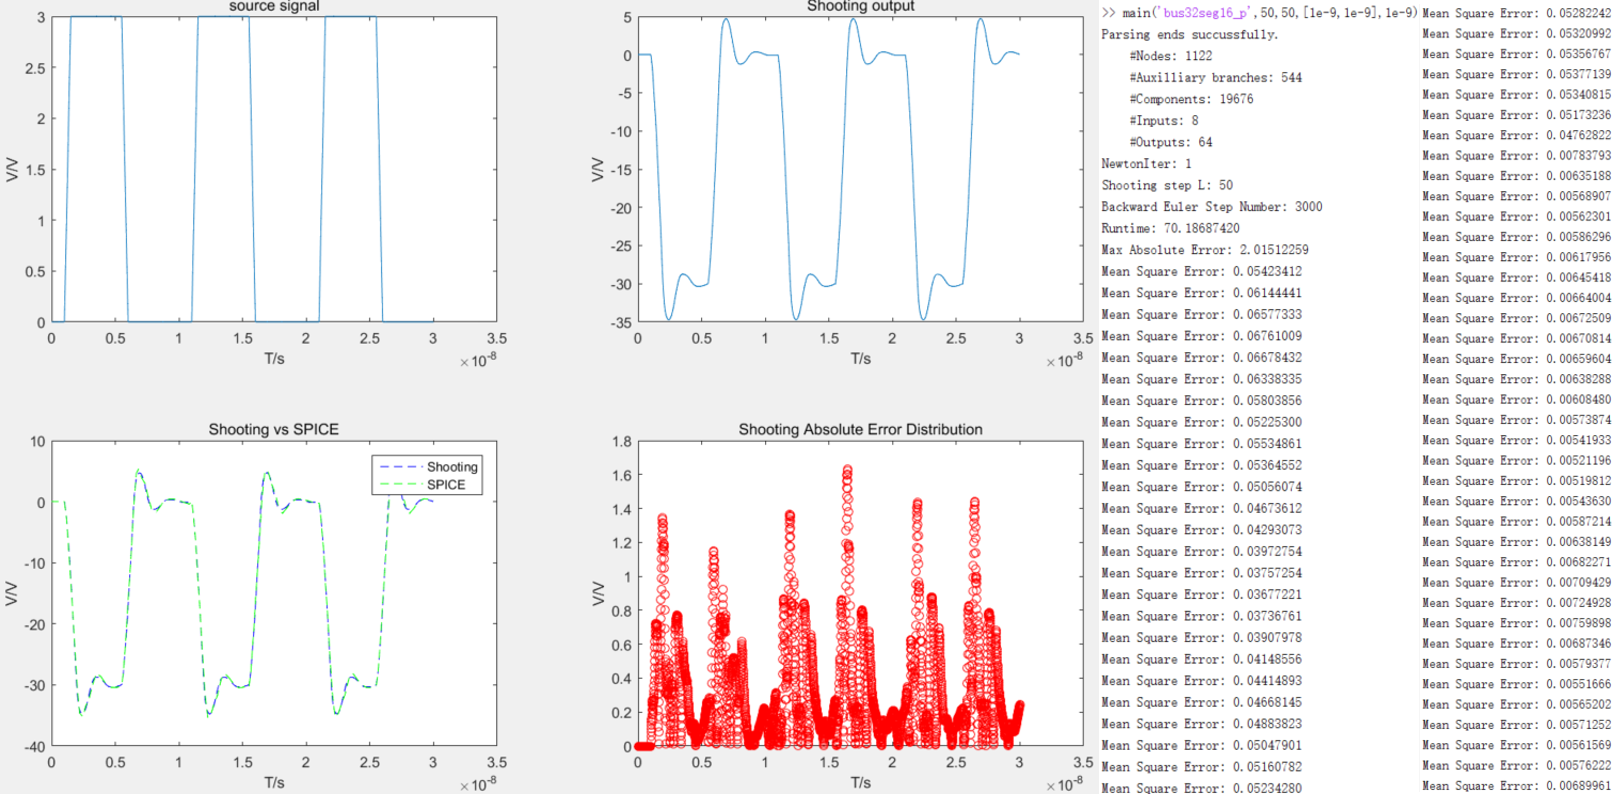 source signal
3
2.5
2
1.5
1
0.5
0
V/V
0
0.5
1
1.5
2
2.5
3
3.5
T/s
×10⁻⁸
Shooting output
5
0
-5
-10
-15
-20
-25
-30
-35
V/V
0
0.5
1
1.5
2
2.5
3
3.5
T/s
×10⁻⁸
Shooting vs SPICE
10
0
-10
-20
-30
-40
V/V
Shooting
SPICE
0
0.5
1
1.5
2
2.5
3
3.5
T/s
×10⁻⁸
Shooting Absolute Error Distribution
1.8
1.6
1.4
1.2
1
0.8
0.6
0.4
0.2
0
V/V
0
0.5
1
1.5
2
2.5
3
3.5
T/s
×10⁻⁸
>> main('bus32seg16_p',50,50,[1e-9,1e-9],1e-9)
Parsing ends succussfully.
#Nodes: 1122
#Auxilliary branches: 544
#Components: 19676
#Inputs: 8
#Outputs: 64
NewtonIter: 1
Shooting step L: 50
Backward Euler Step Number: 3000
Runtime: 70.18687420
Max Absolute Error: 2.01512259
Mean Square Error: 0.05423412
Mean Square Error: 0.06144441
Mean Square Error: 0.06577333
Mean Square Error: 0.06761009
Mean Square Error: 0.06678432
Mean Square Error: 0.06338335
Mean Square Error: 0.05803856
Mean Square Error: 0.05225300
Mean Square Error: 0.05534861
Mean Square Error: 0.05364552
Mean Square Error: 0.05056074
Mean Square Error: 0.04673612
Mean Square Error: 0.04293073
Mean Square Error: 0.03972754
Mean Square Error: 0.03757254
Mean Square Error: 0.03677221
Mean Square Error: 0.03736761
Mean Square Error: 0.03907978
Mean Square Error: 0.04148556
Mean Square Error: 0.04414893
Mean Square Error: 0.04668145
Mean Square Error: 0.04883823
Mean Square Error: 0.05047901
Mean Square Error: 0.05160782
Mean Square Error: 0.05234280
Mean Square Error: 0.05282242
Mean Square Error: 0.05320992
Mean Square Error: 0.05356767
Mean Square Error: 0.05377139
Mean Square Error: 0.05340815
Mean Square Error: 0.05173236
Mean Square Error: 0.04762822
Mean Square Error: 0.00783793
Mean Square Error: 0.00635188
Mean Square Error: 0.00568907
Mean Square Error: 0.00562301
Mean Square Error: 0.00586296
Mean Square Error: 0.00617956
Mean Square Error: 0.00645418
Mean Square Error: 0.00664004
Mean Square Error: 0.00672509
Mean Square Error: 0.00670814
Mean Square Error: 0.00659604
Mean Square Error: 0.00638288
Mean Square Error: 0.00608480
Mean Square Error: 0.00573874
Mean Square Error: 0.00541933
Mean Square Error: 0.00521196
Mean Square Error: 0.00519812
Mean Square Error: 0.00543630
Mean Square Error: 0.00587214
Mean Square Error: 0.00638149
Mean Square Error: 0.00682271
Mean Square Error: 0.00709429
Mean Square Error: 0.00724928
Mean Square Error: 0.00759898
Mean Square Error: 0.00687346
Mean Square Error: 0.00579377
Mean Square Error: 0.00551666
Mean Square Error: 0.00565202
Mean Square Error: 0.00571252
Mean Square Error: 0.00561569
Mean Square Error: 0.00576222
Mean Square Error: 0.00689961